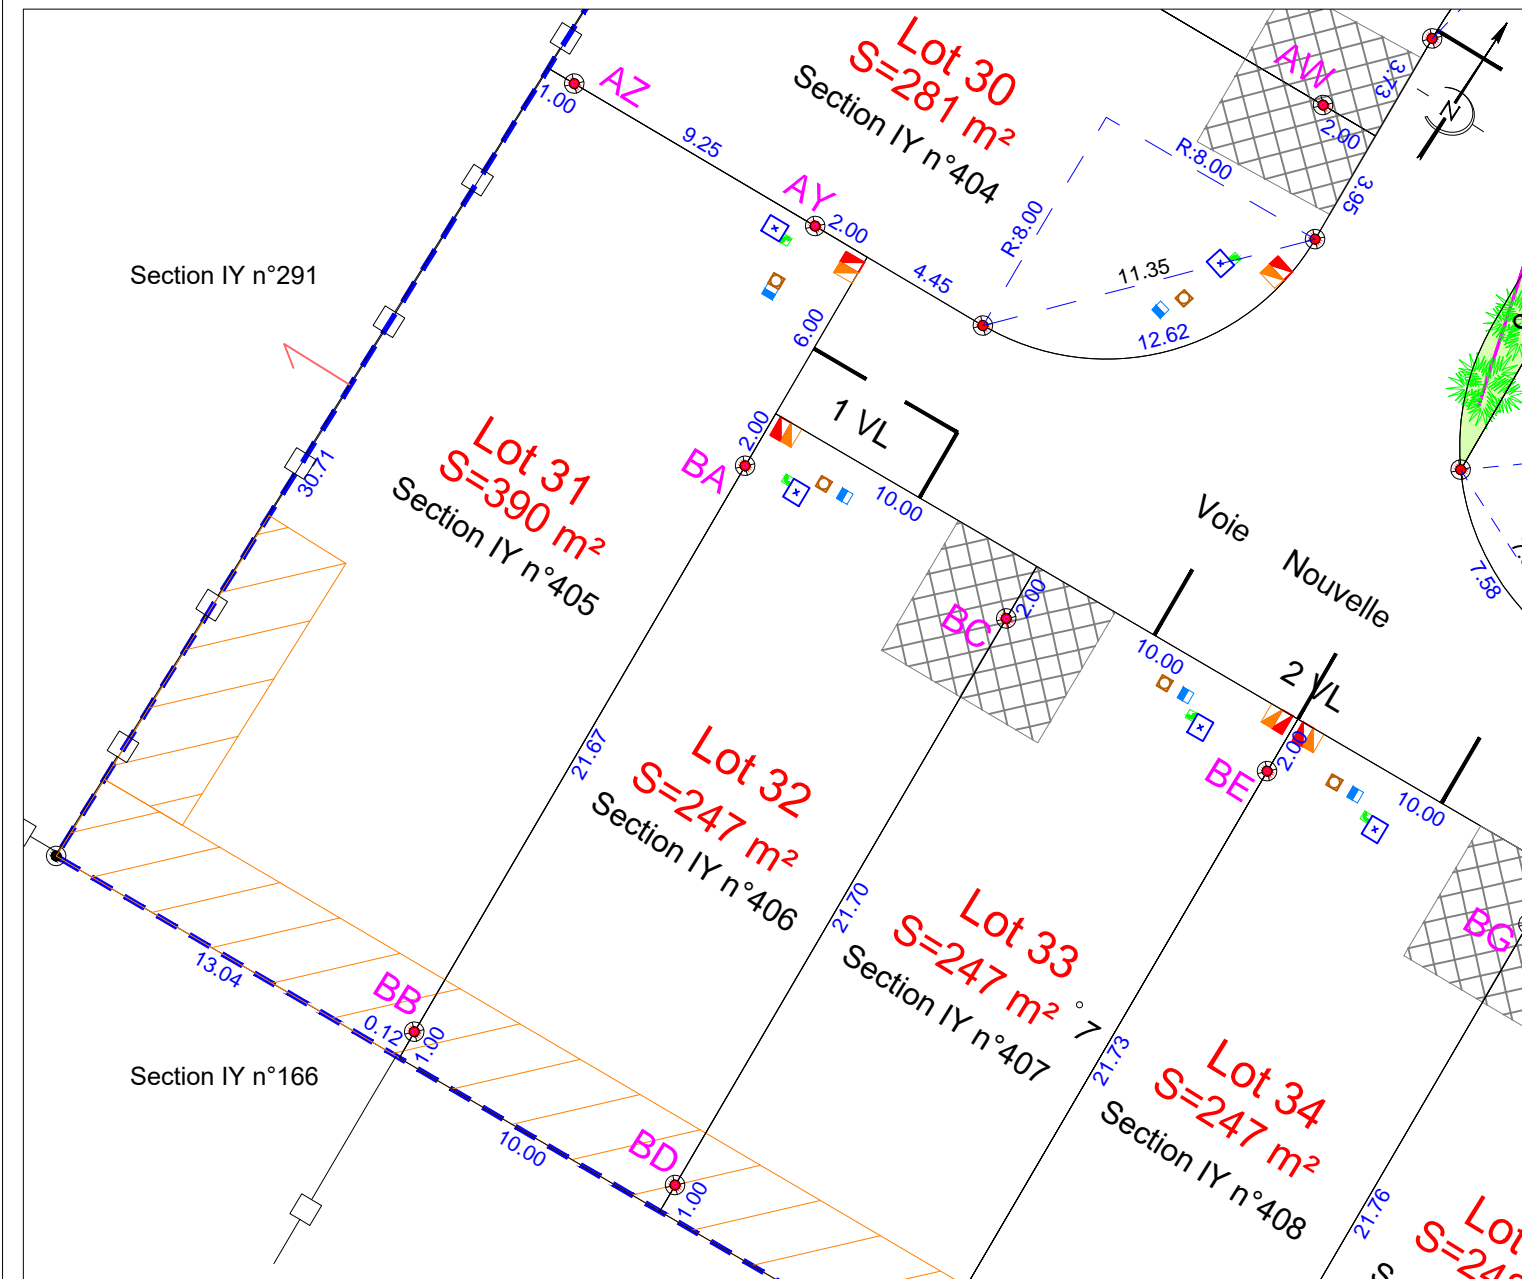 Lot 30
S=281 m²
Section IY n°404
AW
3.73
2.00
3.95
N
AZ
1.00
9.25
AY
2.00
4.45
R:8.00
R:8.00
11.35
12.62
Section IY n°291
6.00
30.71
Lot 31
S=390 m²
Section IY n°405
2.00
BA
1 VL
10.00
Voie Nouvelle
7.58
BC
2.00
10.00
2 VL
BE
2.00
10.00
BG
21.67
Lot 32
S=247 m²
Section IY n°406
21.70
Lot 33
S=247 m²
Section IY n°407
° 7
21.73
Lot 34
S=247 m²
Section IY n°408
21.76
13.04
BB
0.12
1.00
Section IY n°166
10.00
BD
1.00
Lot